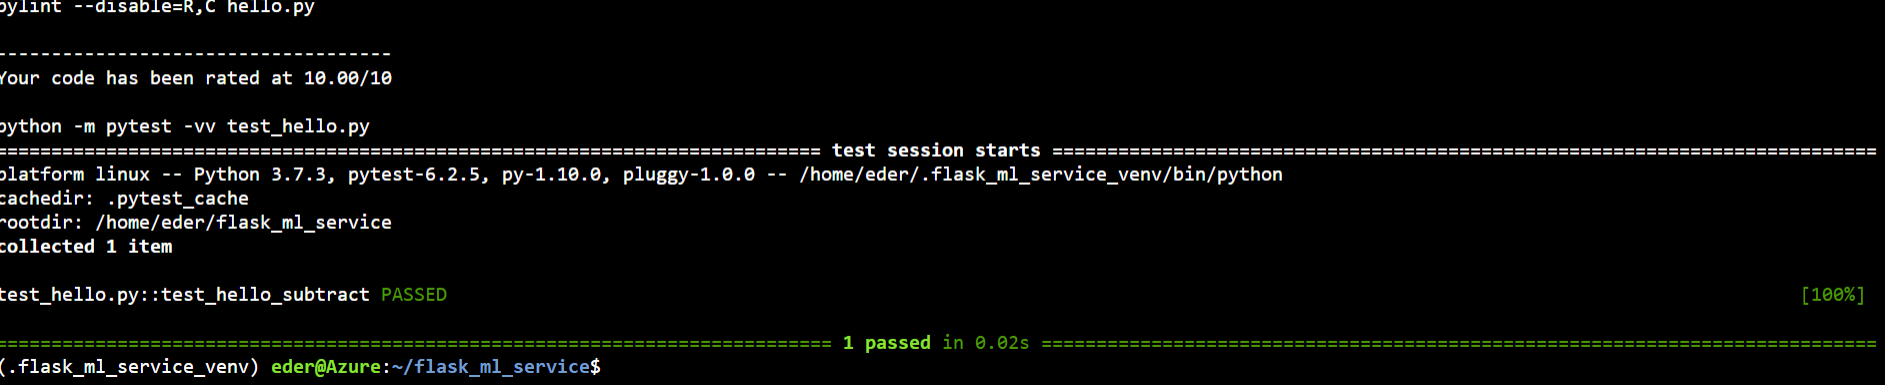 pylint --disable=R,C hello.py
------------------------------------
Your code has been rated at 10.00/10
python -m pytest -vv test_hello.py
=========================================================================== test session starts ===========================================================================
platform linux -- Python 3.7.3, pytest-6.2.5, py-1.10.0, pluggy-1.0.0 -- /home/eder/.flask_ml_service_venv/bin/python
cachedir: .pytest_cache
rootdir: /home/eder/flask_ml_service
collected 1 item
test_hello.py::test_hello_subtract PASSED [100%]
============================================================================ 1 passed in 0.02s ============================================================================
(.flask_ml_service_venv) eder@Azure:~/flask_ml_service$